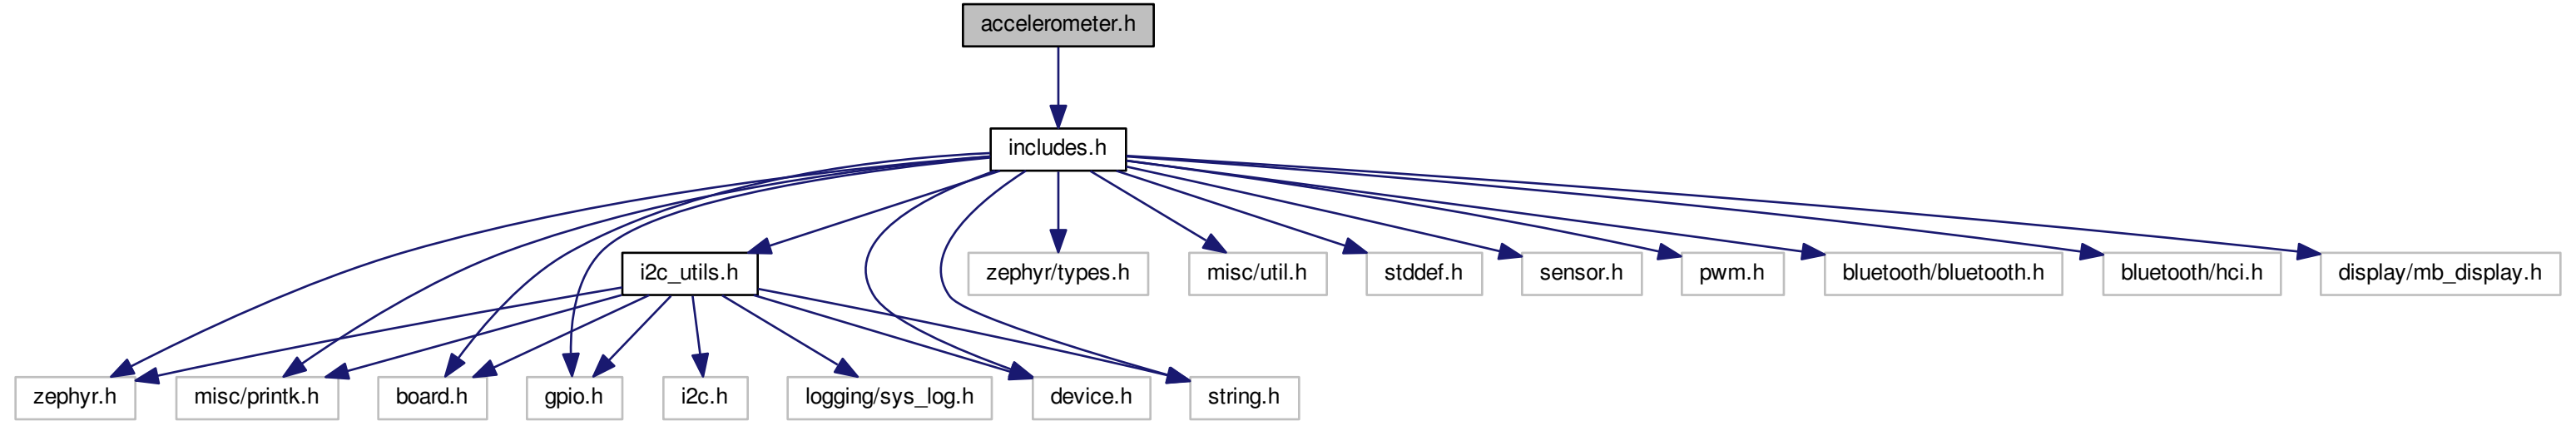 accelerometer.h
includes.h
i2c_utils.h
zephyr/types.h
misc/util.h
stddef.h
sensor.h
pwm.h
bluetooth/bluetooth.h
bluetooth/hci.h
display/mb_display.h
zephyr.h
misc/printk.h
board.h
gpio.h
i2c.h
logging/sys_log.h
device.h
string.h